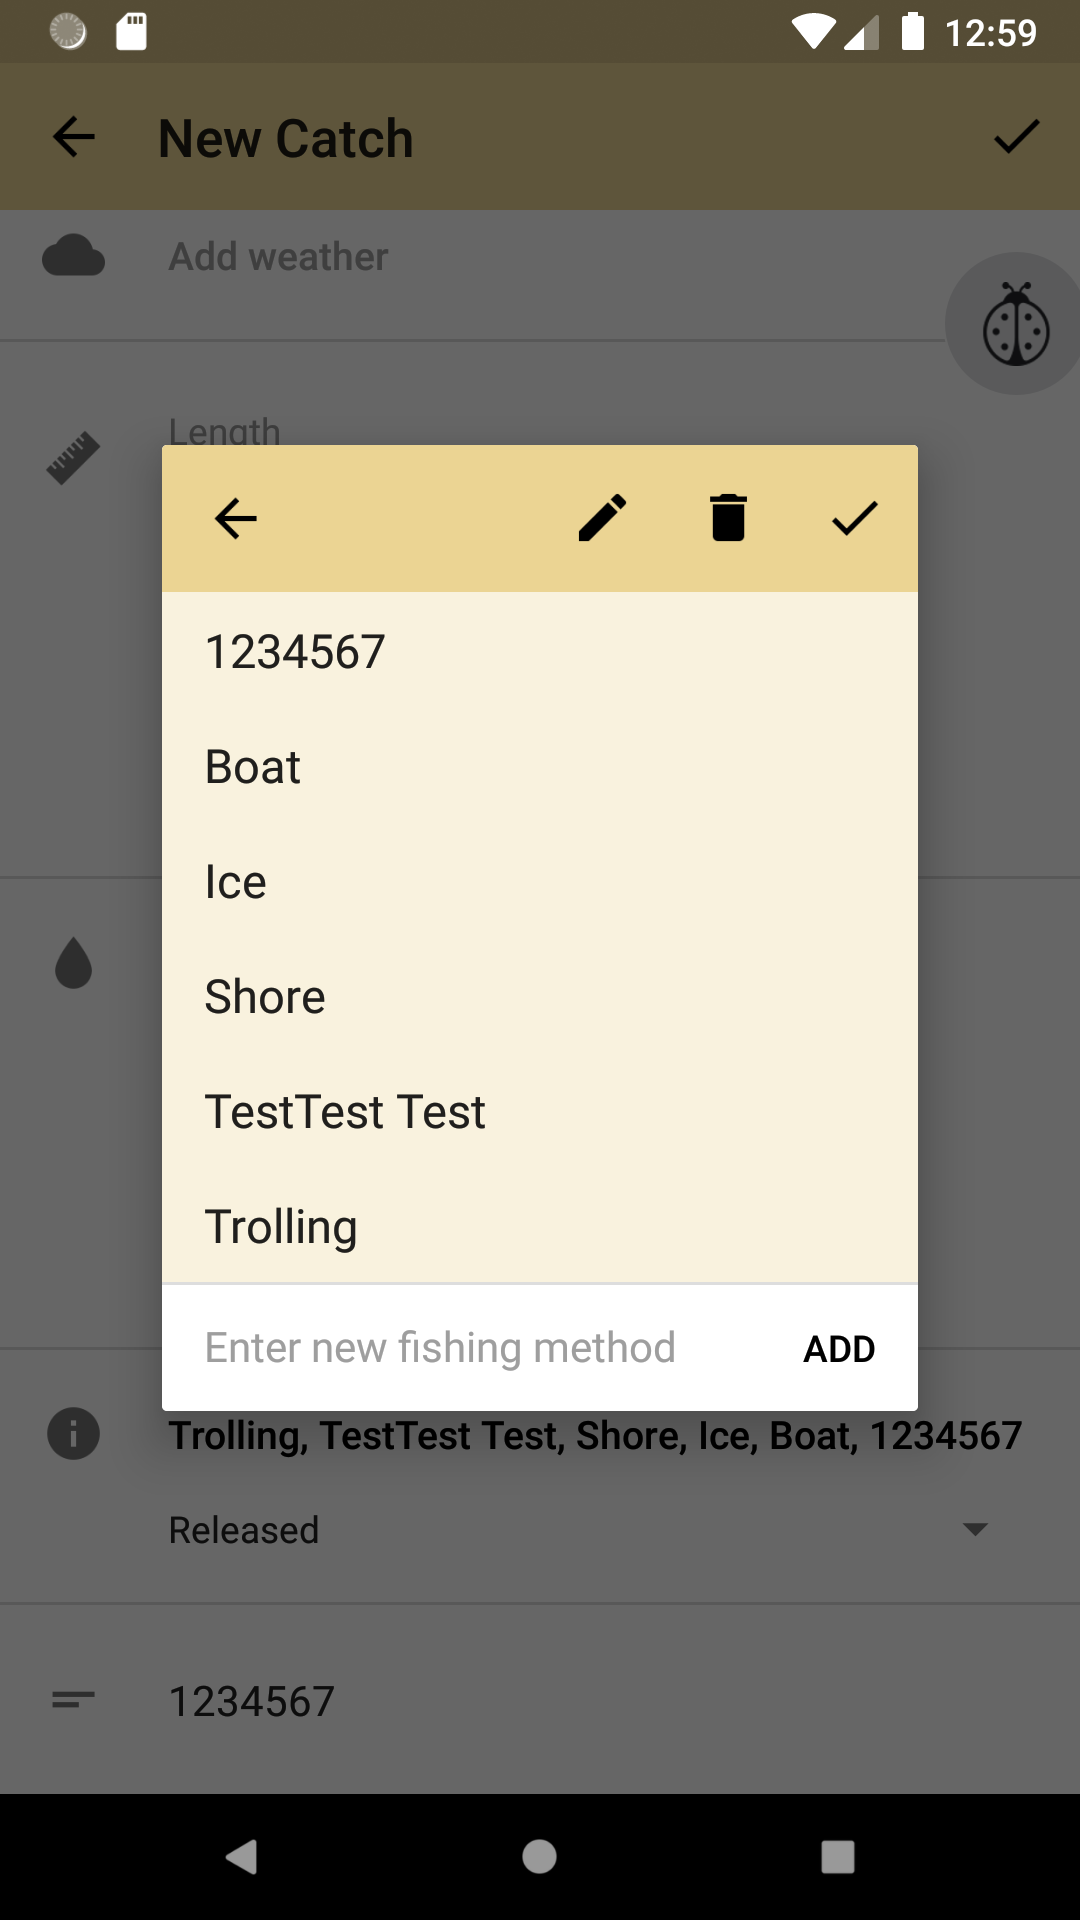 12:59
New Catch
Add weather
Length
1234567
Boat
Ice
Shore
TestTest Test
Trolling
Enter new fishing method ADD
Trolling, TestTest Test, Shore, Ice, Boat, 1234567
Released
1234567